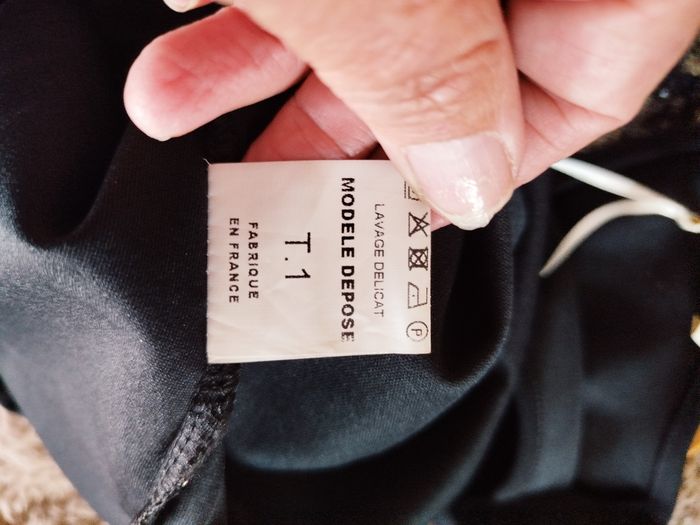 P
LAVAGE DELICAT
MODELE DEPOSE
T.1
FABRIQUE
EN FRANCE